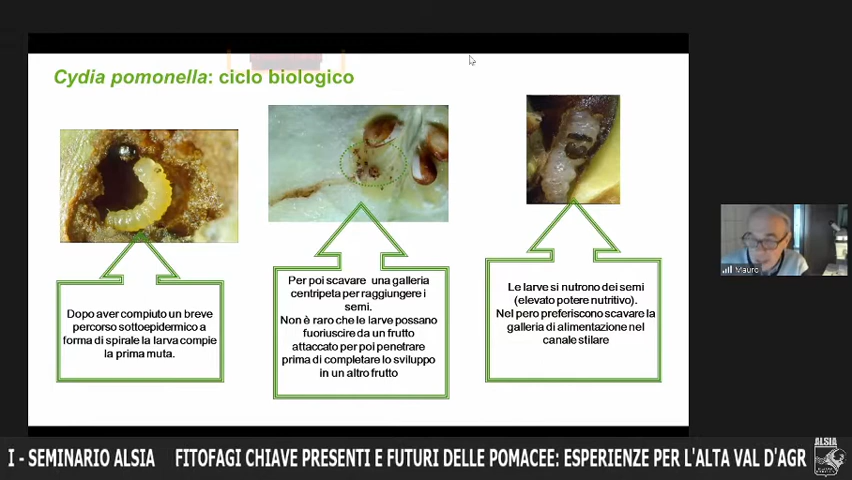 Cydia pomonella: ciclo biologico
Dopo aver compiuto un breve
percorso sottoepidermico a
forma di spirale la larva compie
la prima muta.
Per poi scavare una galleria
centripeta per raggiungere i
semi.
Non è raro che le larve possano
fuoriuscire da un frutto
attaccato per poi penetrare
prima di completare lo sviluppo
in un altro frutto
Le larve si nutrono dei semi
(elevato potere nutritivo).
Nel pero preferiscono scavare la
galleria di alimentazione nel
canale stilare
Mauro
I - SEMINARIO ALSIA FITOFAGI CHIAVE PRESENTI E FUTURI DELLE POMACEE: ESPERIENZE PER L'ALTA VAL D'AGR
ALSIA